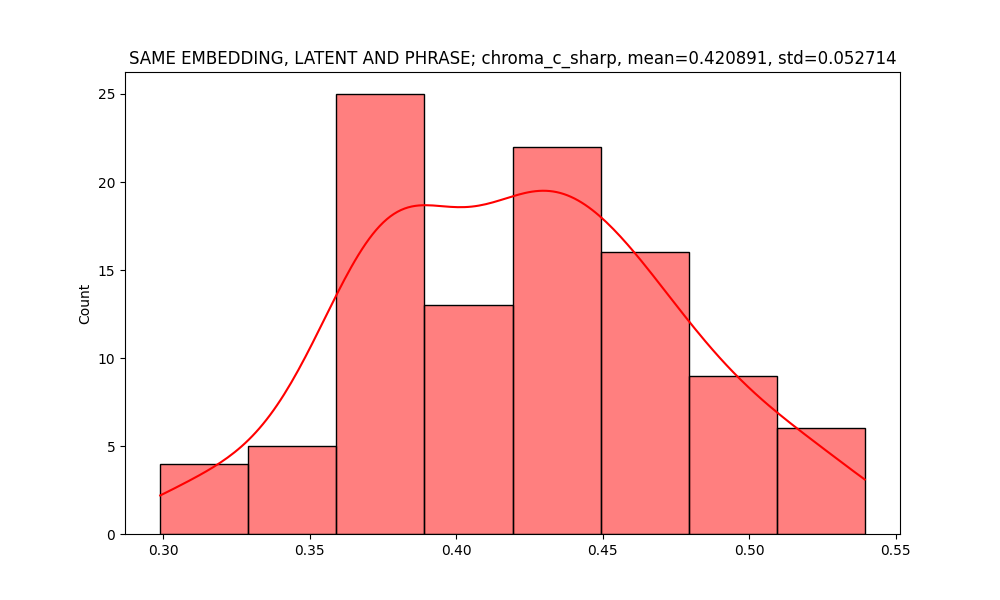 SAME EMBEDDING, LATENT AND PHRASE; chroma_c_sharp, mean=0.420891, std=0.052714
25
20
15
10
5
0
Count
0.30 0.35 0.40 0.45 0.50 0.55